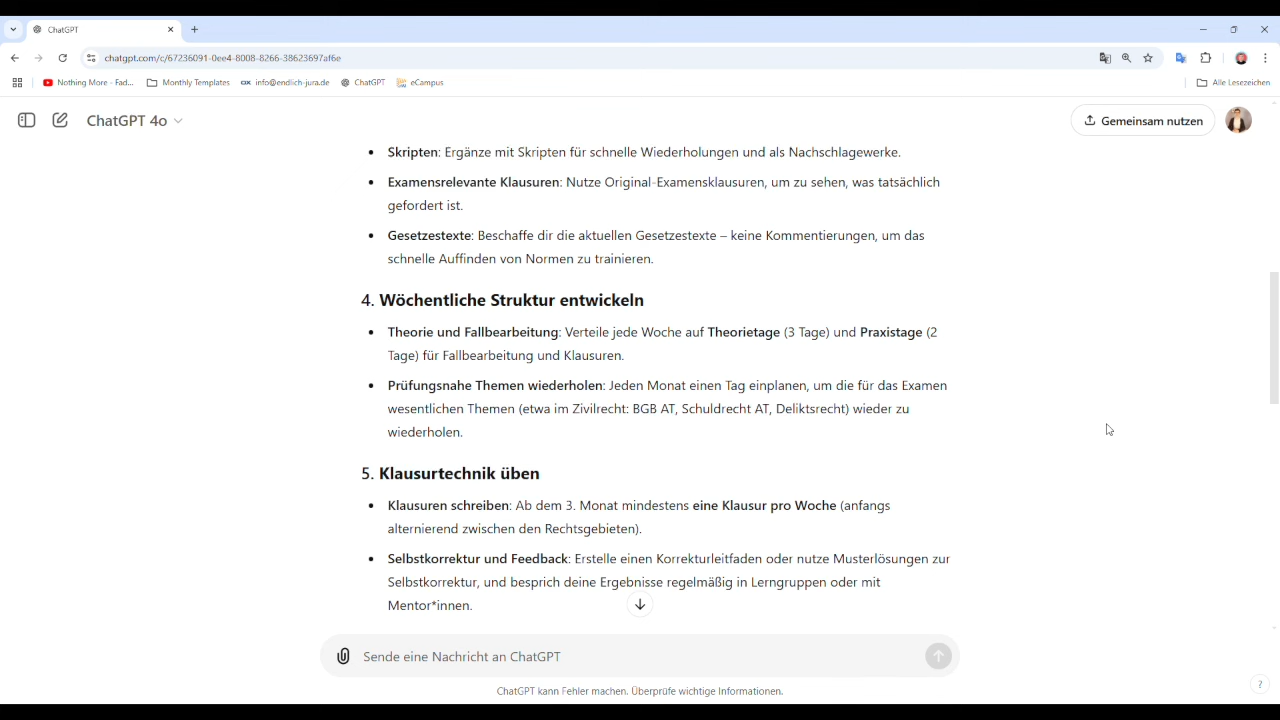 ChatGPT
chatgpt.com/c/67236091-0ee4-8008-8266-38623697af6e
Nothing More - Fad... Monthly Templates info@endlich-jura.de ChatGPT eCampus Alle Lesezeichen
ChatGPT 4o Gemeinsam nutzen
• Skripten: Ergänze mit Skripten für schnelle Wiederholungen und als Nachschlagewerke.
• Examensrelevante Klausuren: Nutze Original-Examensklausuren, um zu sehen, was tatsächlich
gefordert ist.
• Gesetzestexte: Beschaffe dir die aktuellen Gesetzestexte – keine Kommentierungen, um das
schnelle Auffinden von Normen zu trainieren.
4. Wöchentliche Struktur entwickeln
• Theorie und Fallbearbeitung: Verteile jede Woche auf Theorietage (3 Tage) und Praxistage (2
Tage) für Fallbearbeitung und Klausuren.
• Prüfungsnahe Themen wiederholen: Jeden Monat einen Tag einplanen, um die für das Examen
wesentlichen Themen (etwa im Zivilrecht: BGB AT, Schuldrecht AT, Deliktsrecht) wieder zu
wiederholen.
5. Klausurtechnik üben
• Klausuren schreiben: Ab dem 3. Monat mindestens eine Klausur pro Woche (anfangs
alternierend zwischen den Rechtsgebieten).
• Selbstkorrektur und Feedback: Erstelle einen Korrekturleitfaden oder nutze Musterlösungen zur
Selbstkorrektur, und besprich deine Ergebnisse regelmäßig in Lerngruppen oder mit
Mentor*innen.
Sende eine Nachricht an ChatGPT
ChatGPT kann Fehler machen. Überprüfe wichtige Informationen.
?